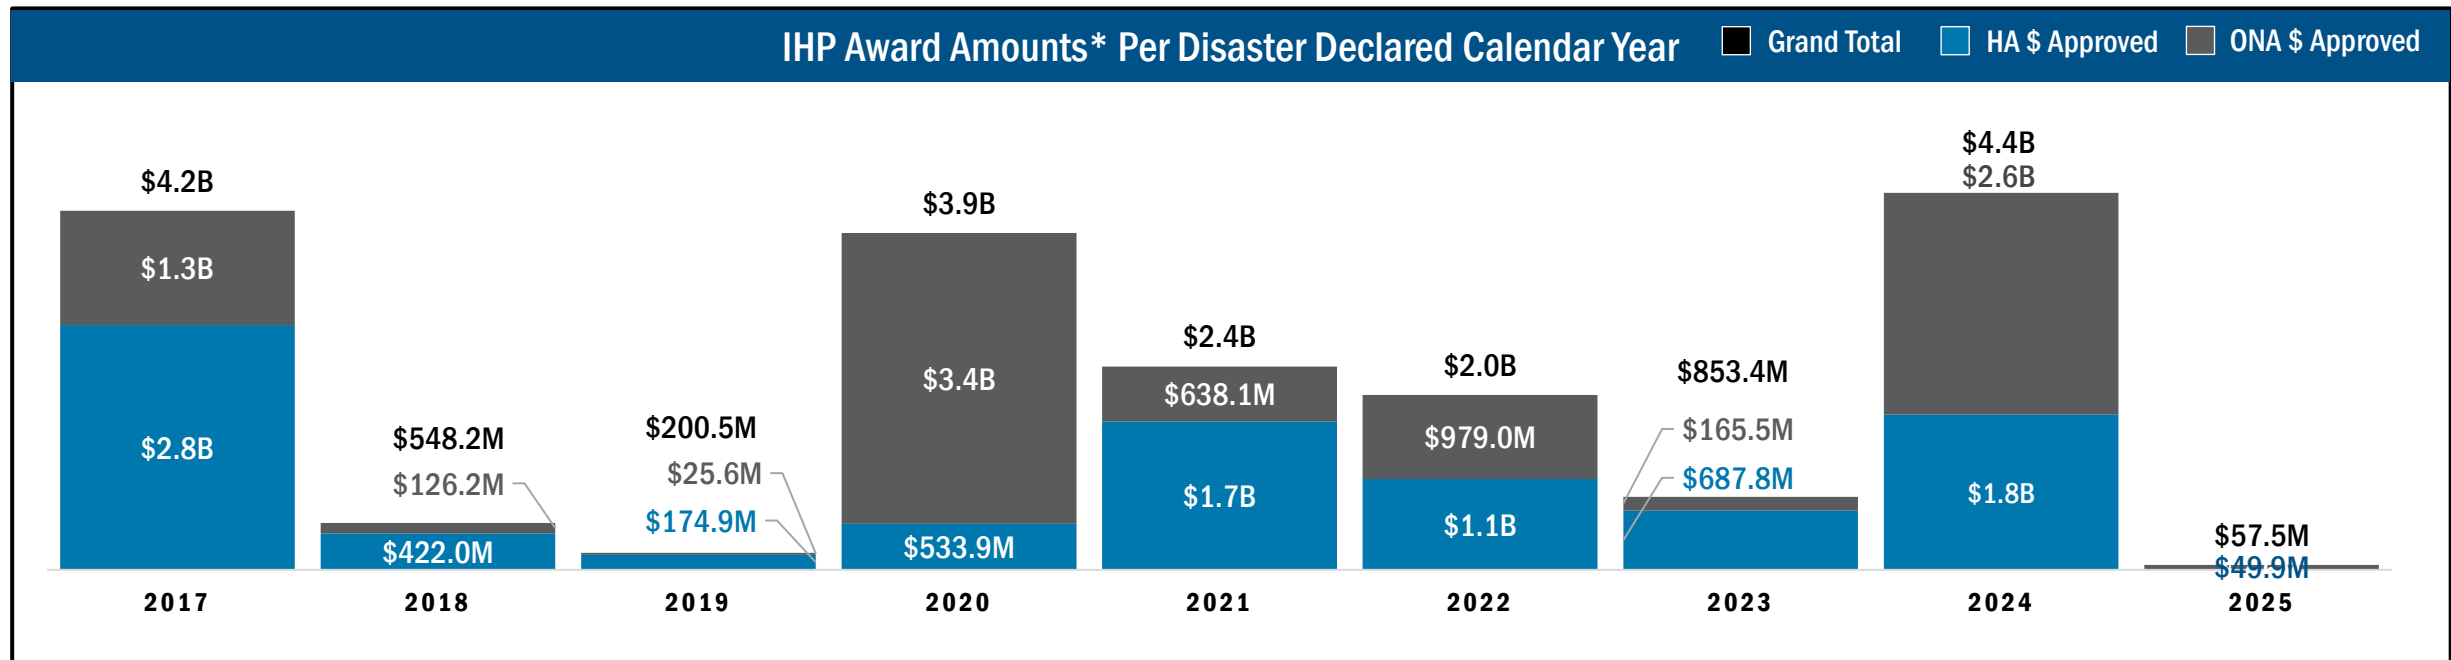 IHP Award Amounts* Per Disaster Declared Calendar Year
Grand Total
HA $ Approved
ONA $ Approved
$4.2B
$1.3B
$2.8B
2017
$548.2M
$126.2M
$422.0M
2018
$200.5M
$25.6M
$174.9M
2019
$3.9B
$3.4B
$533.9M
2020
$2.4B
$638.1M
$1.7B
2021
$2.0B
$979.0M
$1.1B
2022
$853.4M
$165.5M
$687.8M
2023
$4.4B
$2.6B
$1.8B
2024
$57.5M
$49.9M
2025